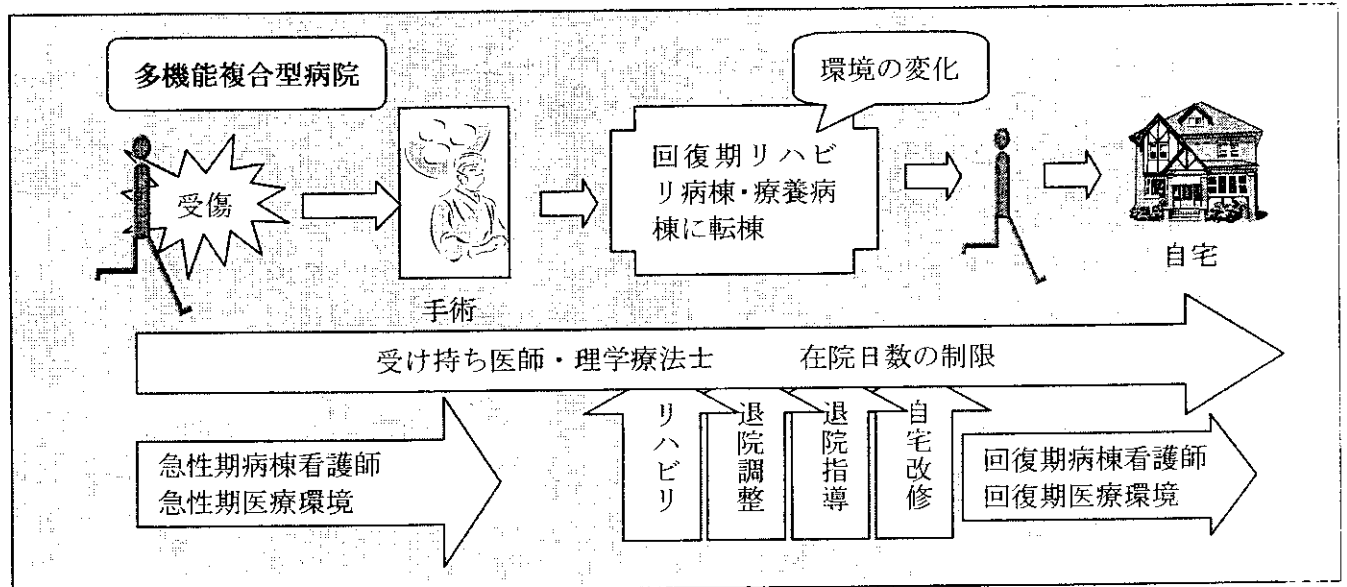 多機能複合型病院
環境の変化
受傷
回復期リハビ
リ病棟・療養病
棟に転棟
手術
自宅
受け持ち医師・理学療法士 在院日数の制限
急性期病棟看護師
急性期医療環境
リハビリ
退院調整
退院指導
自宅改修
回復期病棟看護師
回復期医療環境